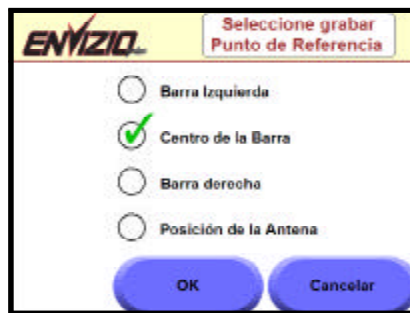 ENVIZIO
Seleccione grabar
Punto de Referencia
Barra Izquierda
Centro de la Barra
Barra derecha
Posición de la Antena
OK
Cancelar